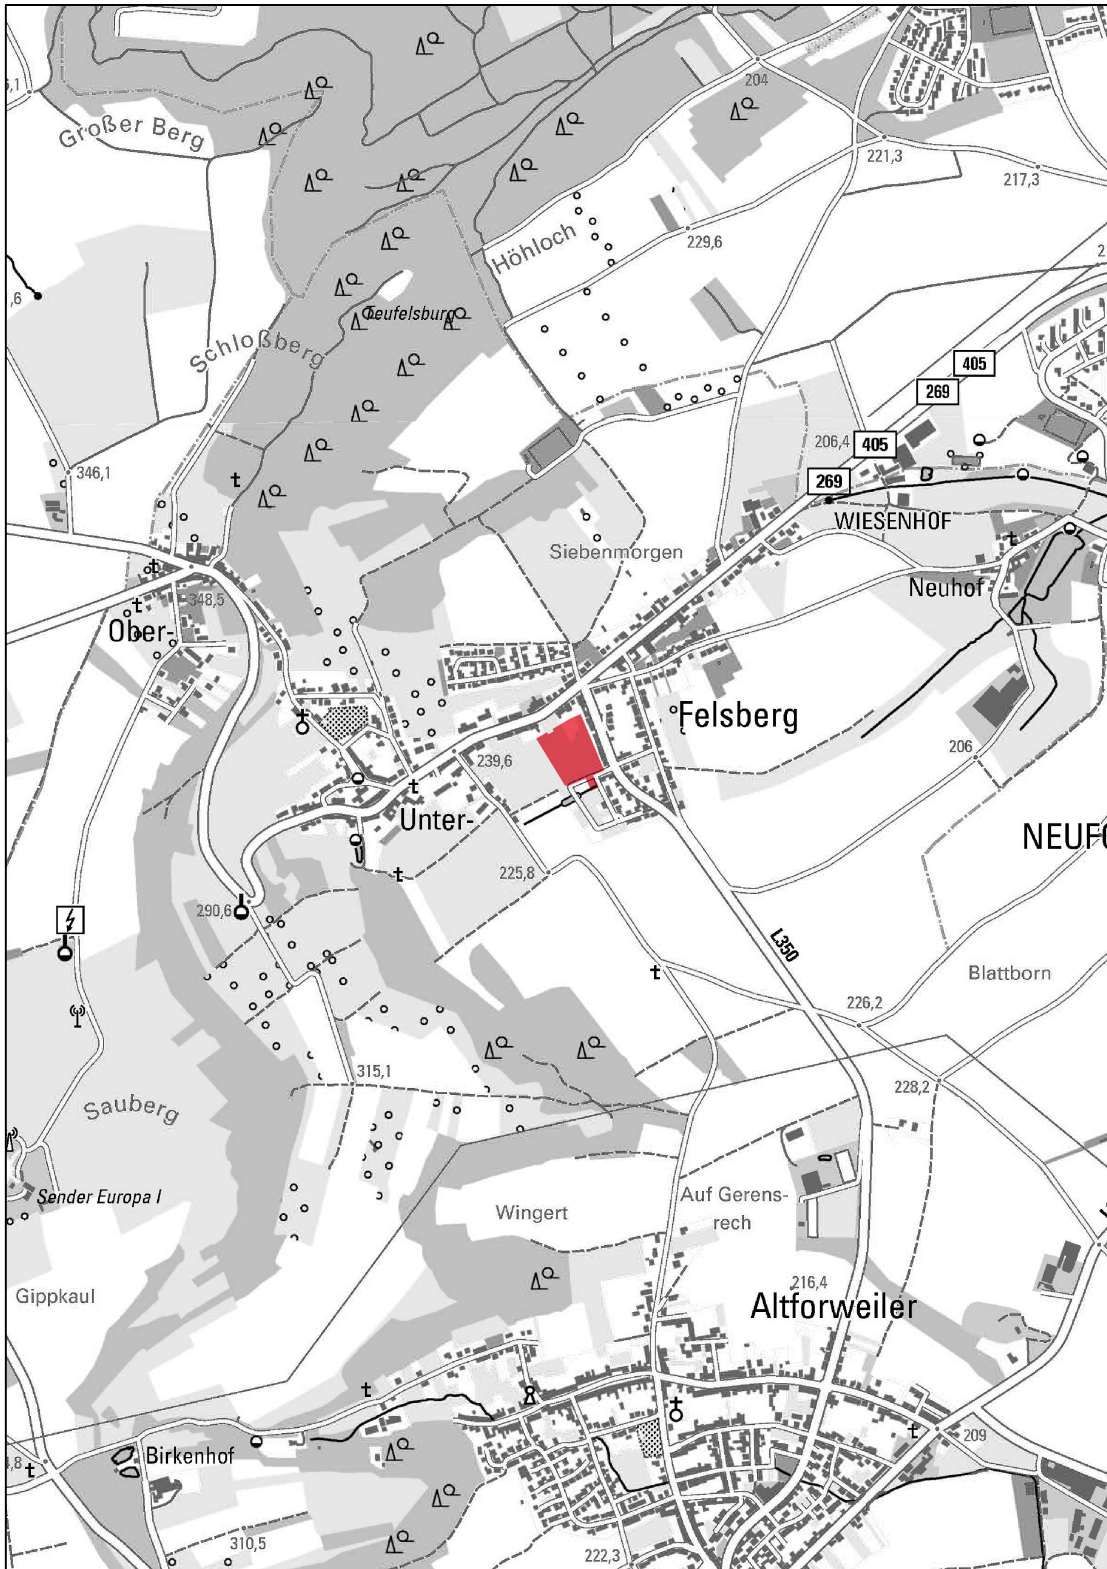 204
Großer Berg
221,3
217,3
Höhloch
229,6
,6
Teufelsburg
Schloßberg
405
269
206,4
405
346,1
269
WIESENHOF
Siebenmorgen
Neuhof
348,5
Ober-
Felsberg
239,6
206
Unter-
NEUFO
225,8
290,6
L350
Blattborn
226,2
315,1
228,2
Sauberg
Sender Europa I
Auf Gerens-
rech
Wingert
Gippkaul
216,4
Altforweiler
209
Birkenhof
310,5
222,3